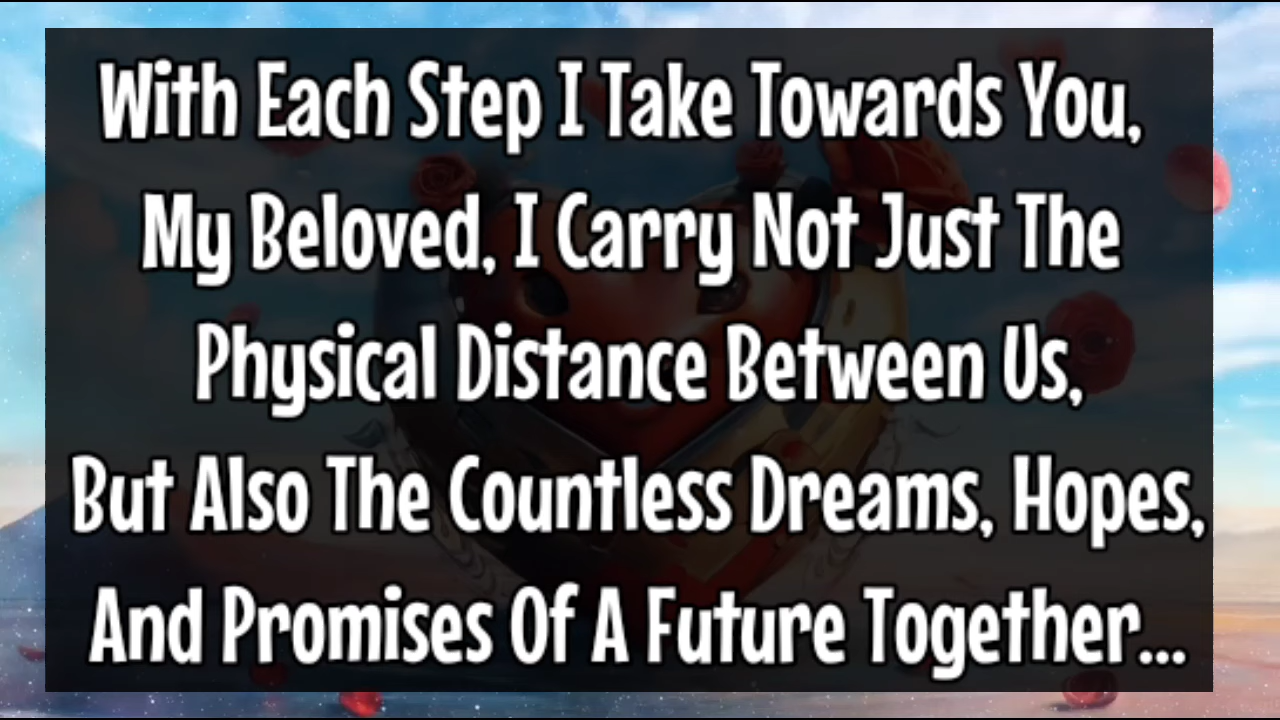 With Each Step I Take Towards You,
My Beloved, I Carry Not Just The
Physical Distance Between Us,
But Also The Countless Dreams, Hopes,
And Promises Of A Future Together...